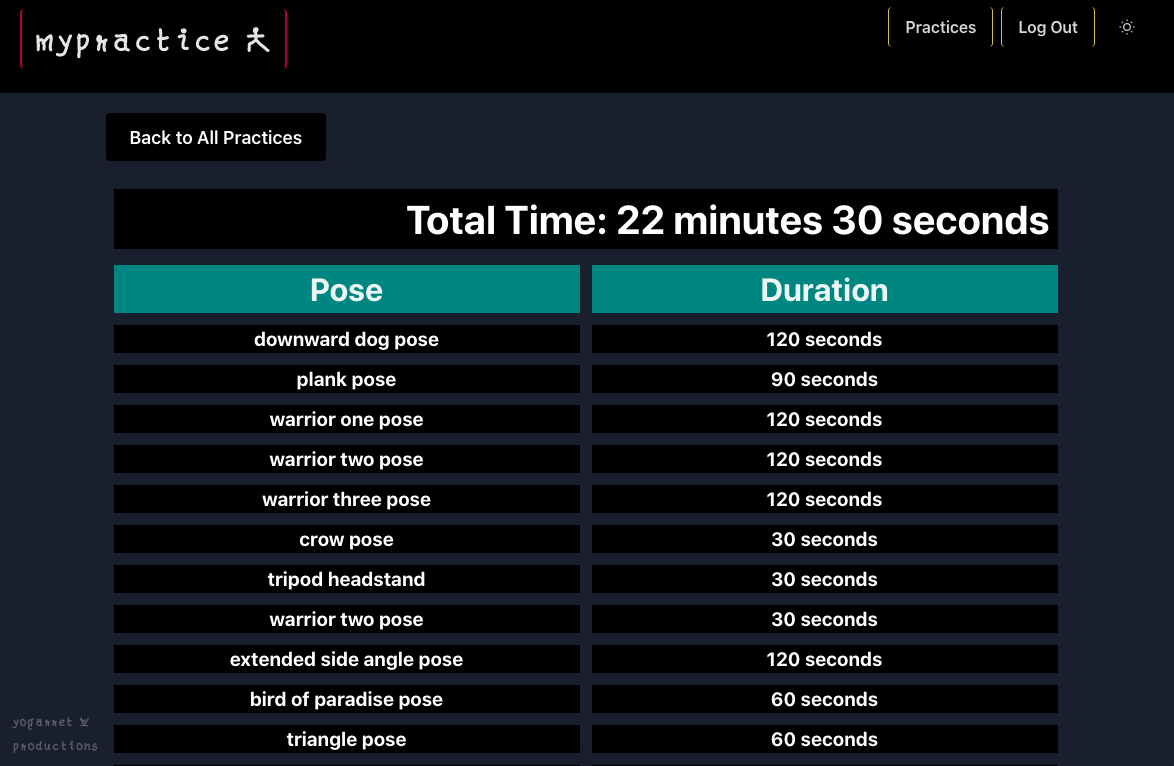 mypractice 大
Practices
Log Out
Back to All Practices
Total Time: 22 minutes 30 seconds
Pose Duration
downward dog pose 120 seconds
plank pose 90 seconds
warrior one pose 120 seconds
warrior two pose 120 seconds
warrior three pose 120 seconds
crow pose 30 seconds
tripod headstand 30 seconds
warrior two pose 30 seconds
extended side angle pose 120 seconds
bird of paradise pose 60 seconds
triangle pose 60 seconds
yogannet
productions